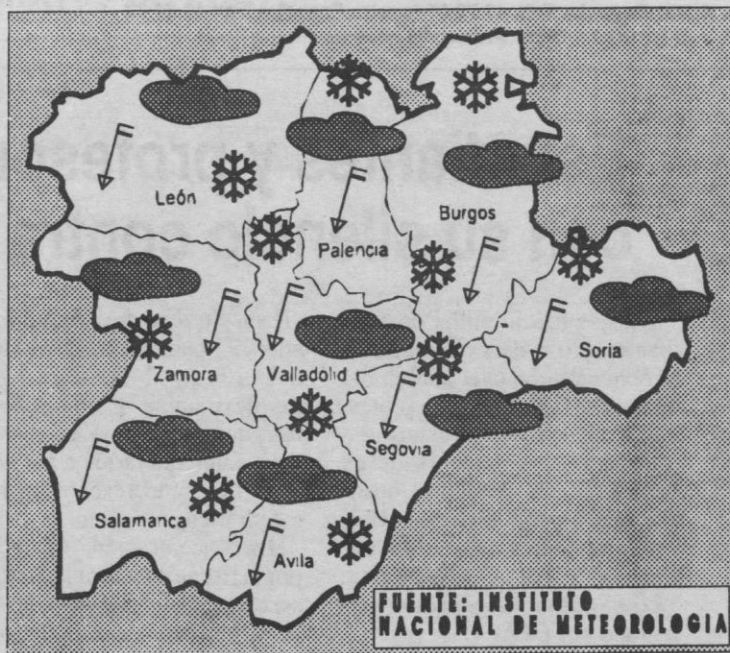 León
Palencia
Burgos
Zamora
Valladolid
Soria
Segovia
Salamanca
Avila
FUENTE: INSTITUTO
NACIONAL DE METEOROLOGIA